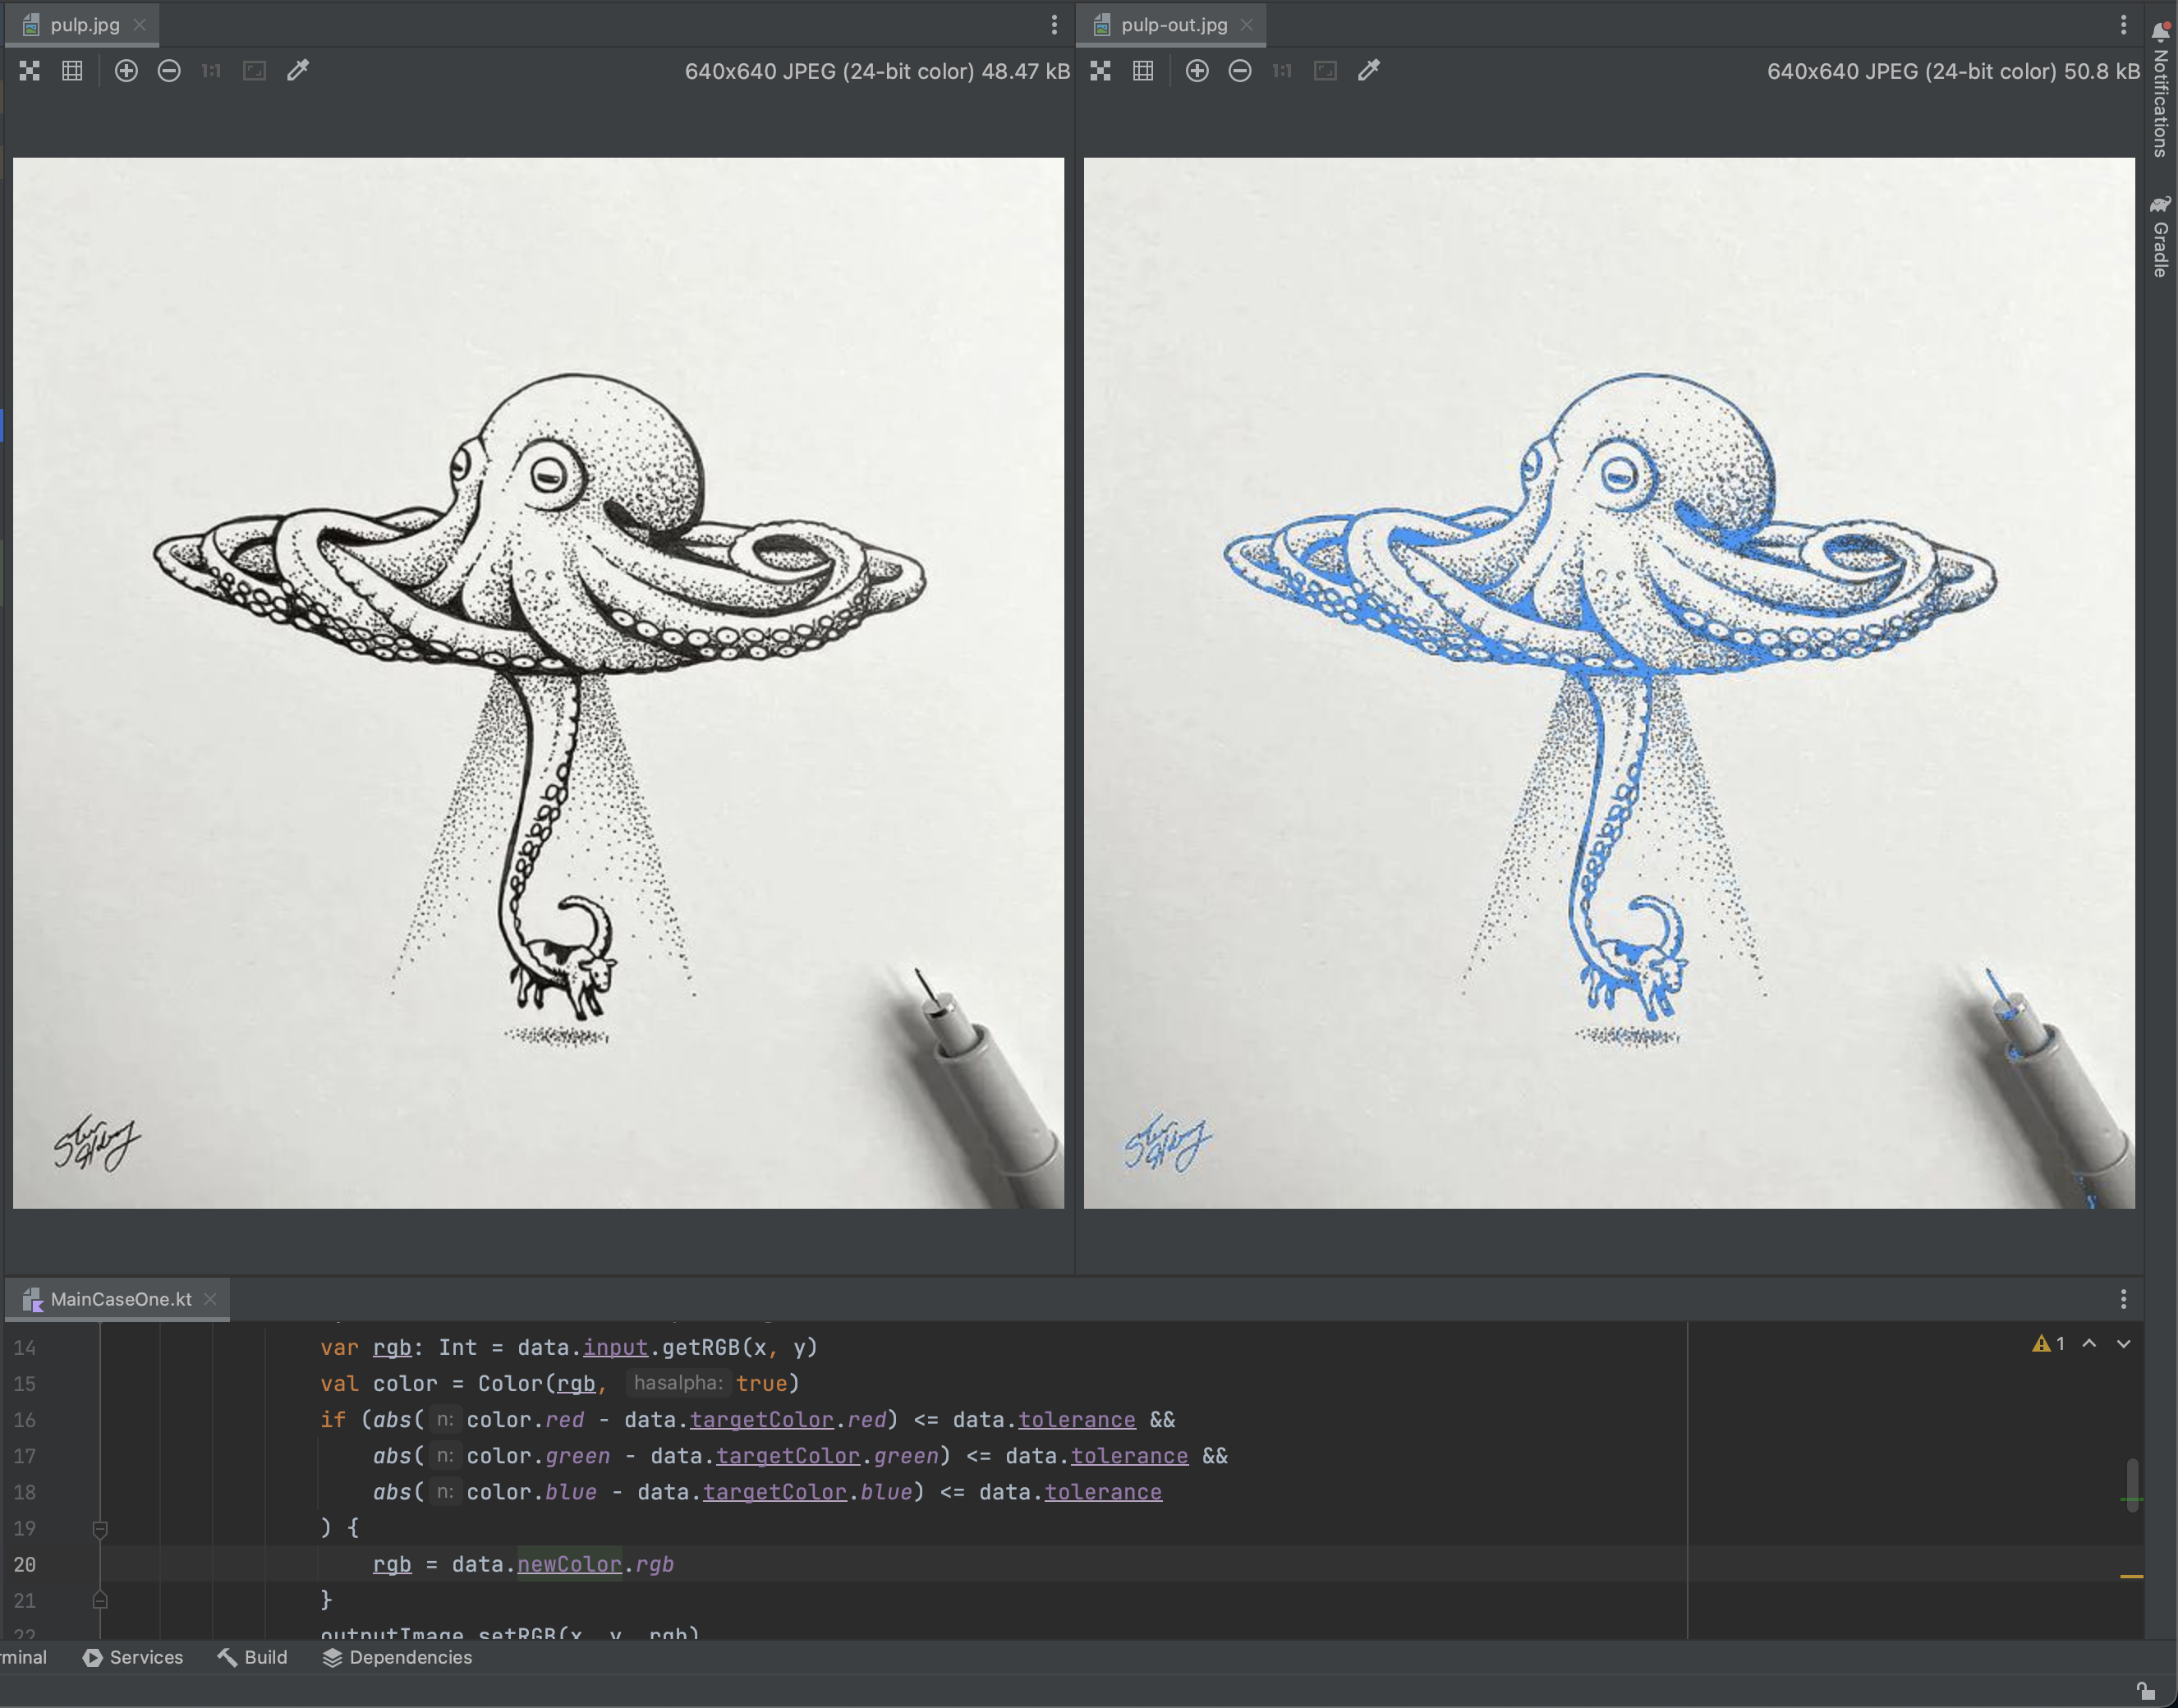 pulp.jpg
640x640 JPEG (24-bit color) 48.47 kB
pulp-out.jpg
640x640 JPEG (24-bit color) 50.8 kB
Notifications
Gradle
1:1
1:1
MainCaseOne.kt
1
14 var rgb: Int = data.input.getRGB(x, y)
15 val color = Color(rgb, hasalpha: true)
16 if (abs( n: color.red - data.targetColor.red) <= data.tolerance &&
17 abs( n: color.green - data.targetColor.green) <= data.tolerance &&
18 abs( n: color.blue - data.targetColor.blue) <= data.tolerance
19 ) {
20 rgb = data.newColor.rgb
21 }
22 outputImage.setRGB(x, y, rgb)
minal Services Build Dependencies